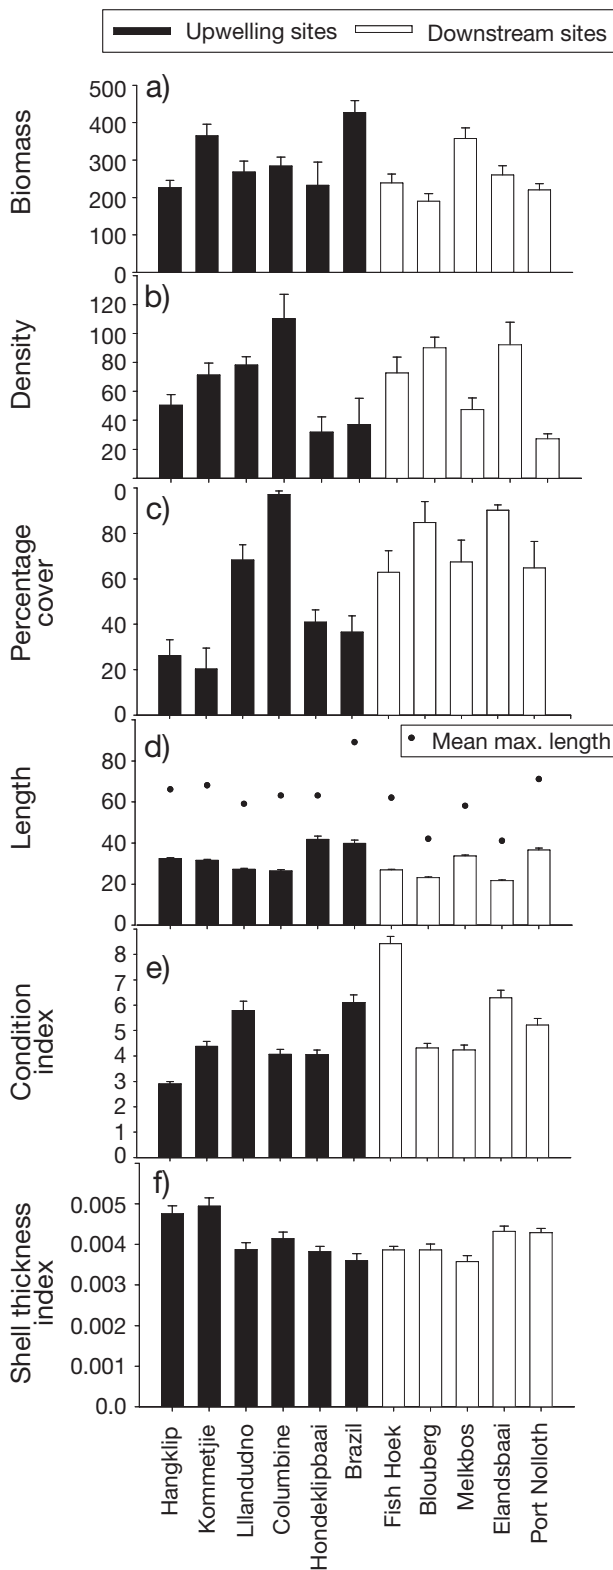 Upwelling sites
Downstream sites
a)
Biomass
500
400
300
200
100
0
b)
Density
120
100
80
60
40
20
0
c)
Percentage
cover
80
60
40
20
0
d)
Mean max. length
Length
80
60
40
20
0
e)
Condition
index
8
7
6
5
4
3
2
1
0
f)
Shell thickness
index
0.005
0.004
0.003
0.002
0.001
0.0
Hangklip
Kommetjie
Lllandudno
Columbine
Hondeklipbaai
Brazil
Fish Hoek
Blouberg
Melkbos
Elandsbaai
Port Nolloth